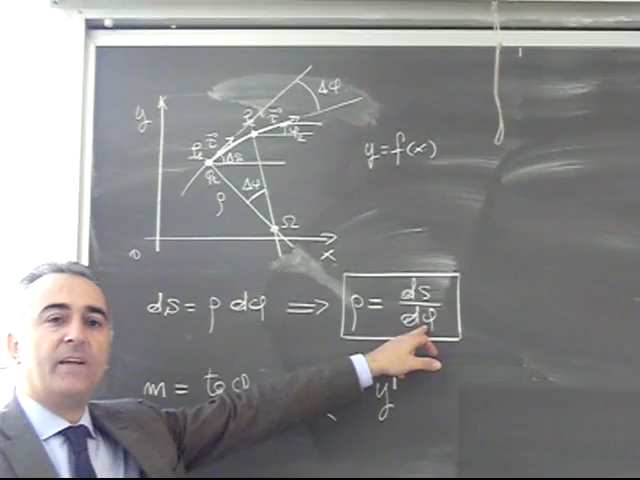 y
Δφ
τ⃗
τ⃗
φ
Δs
Δφ
ρ
Ω
0
x
y = f(x)
ds = ρ dφ ⟹ ρ = ds/dφ
m = tg φ
y'